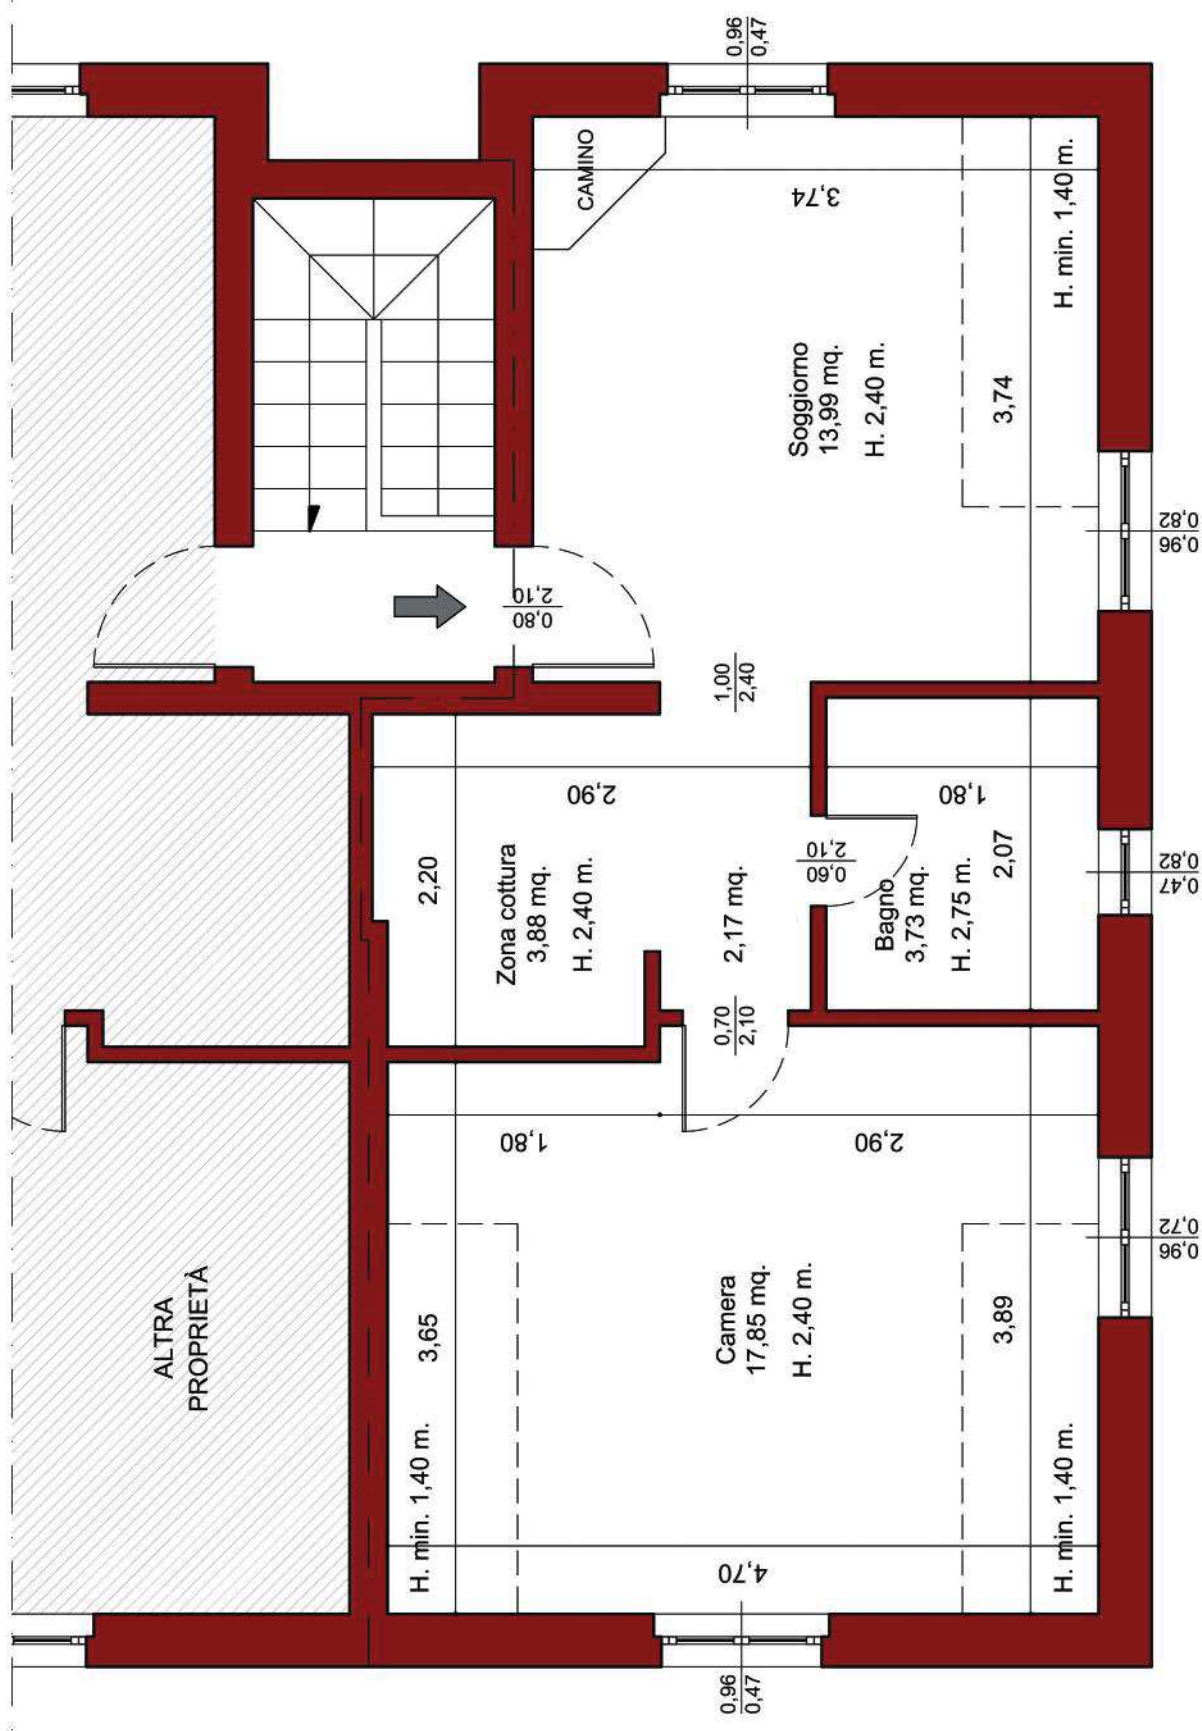 ALTRA
PROPRIETÀ
H. min. 1,40 m.
3,65
4,70
Camera
17,85 mq.
H. 2,40 m.
3,89
H. min. 1,40 m.
0,96
0,47
0,96
0,72
1,80
2,90
0,70
2,10
Zona cottura
3,88 mq.
H. 2,40 m.
2,20
2,90
2,17 mq.
0,60
2,10
Bagno
3,73 mq.
H. 2,75 m.
2,07
1,80
0,47
0,82
1,00
2,40
0,80
2,10
CAMINO
3,74
Soggiorno
13,99 mq.
H. 2,40 m.
3,74
H. min. 1,40 m.
0,96
0,82
0,96
0,47